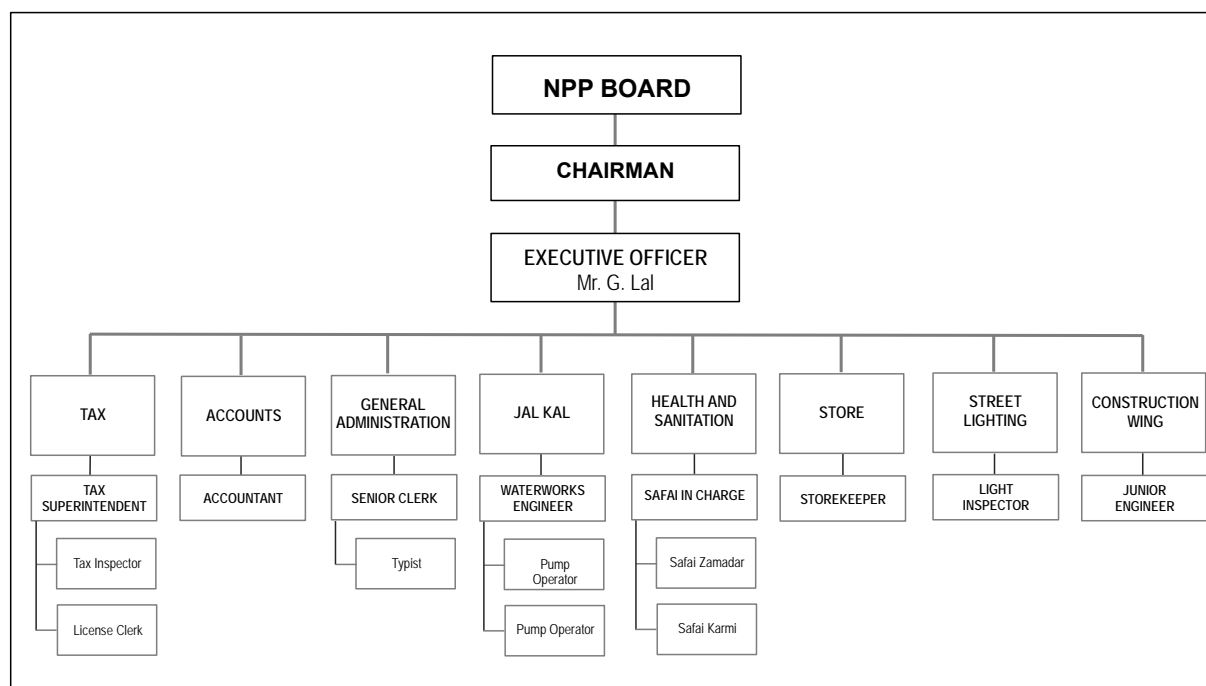 NPP BOARD
CHAIRMAN
EXECUTIVE OFFICER
Mr. G. Lal
TAX
ACCOUNTS
GENERAL
ADMINISTRATION
JAL KAL
HEALTH AND
SANITATION
STORE
STREET
LIGHTING
CONSTRUCTION
WING
TAX
SUPERINTENDENT
ACCOUNTANT
SENIOR CLERK
WATERWORKS
ENGINEER
SAFAI IN CHARGE
STOREKEEPER
LIGHT
INSPECTOR
JUNIOR
ENGINEER
Tax Inspector
Typist
Pump
Operator
Safai Zamadar
License Clerk
Pump Operator
Safai Karmi